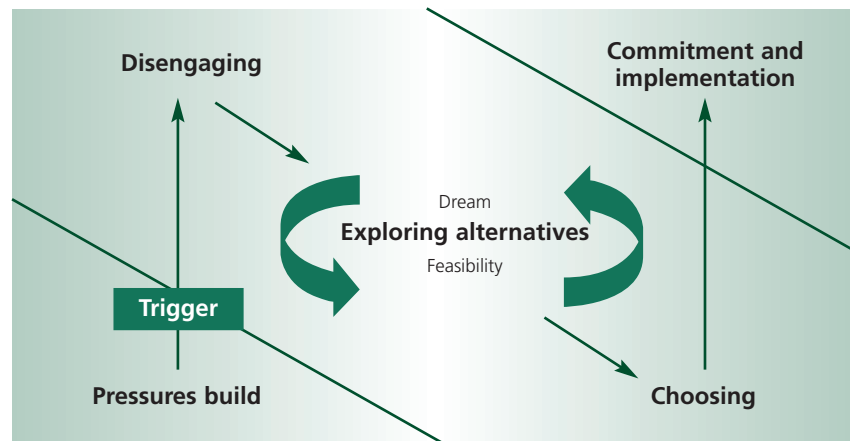 Disengaging
Commitment and
implementation
Dream
Exploring alternatives
Feasibility
Trigger
Pressures build
Choosing